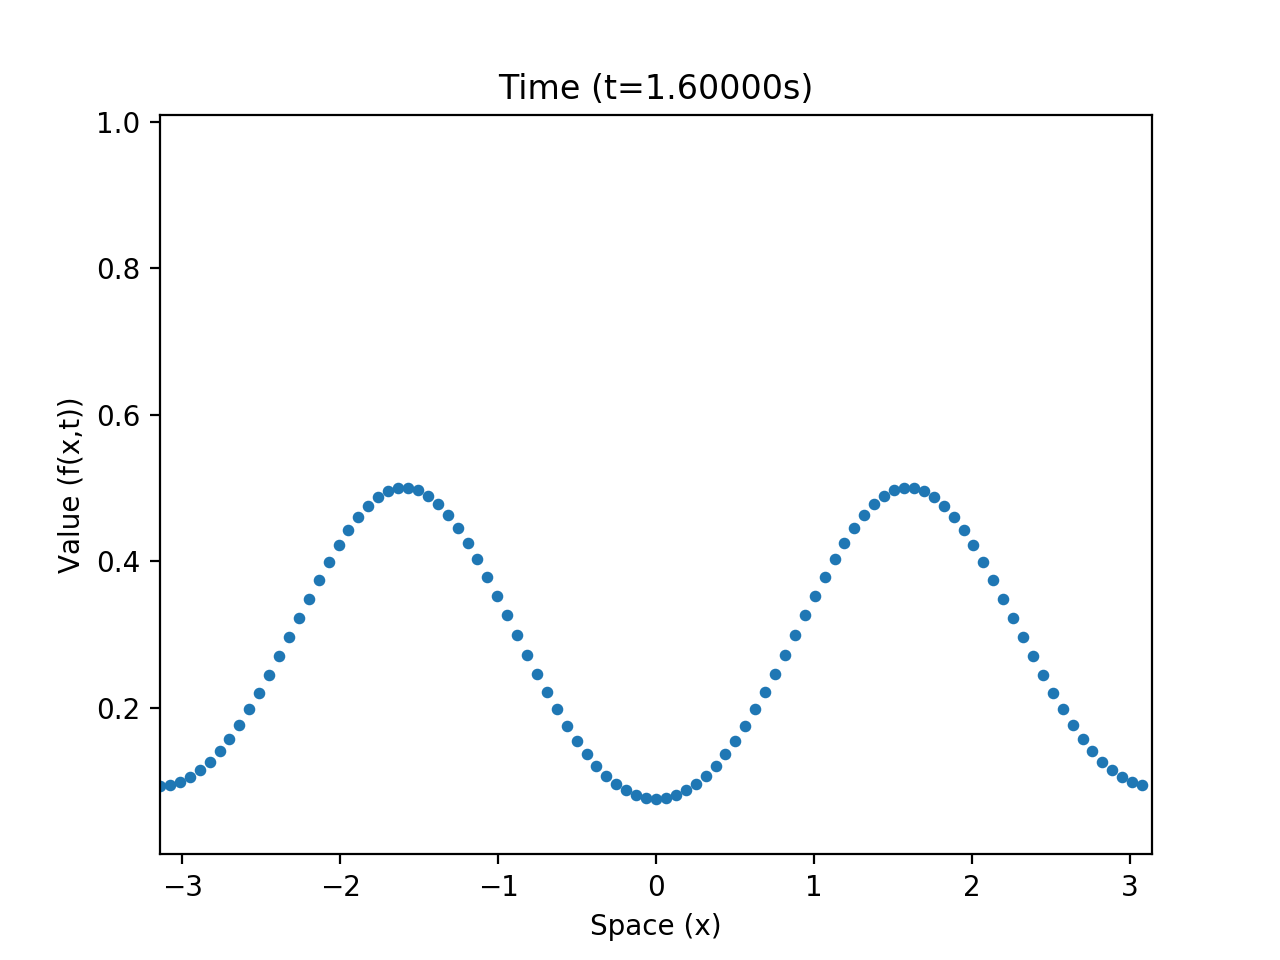 Time (t=1.60000s)
1.0
0.8
0.6
0.4
0.2
Value (f(x,t))
−3 −2 −1 0 1 2 3
Space (x)